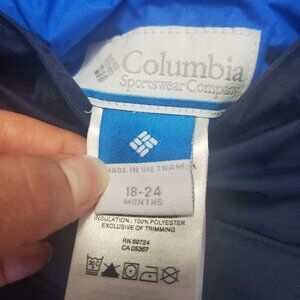 Columbia
Sportswear Company
MADE IN VIETNAM
18-24
MONTHS
INSULATION : 100% POLYESTER
EXCLUSIVE OF TRIMMING
RN 69724
CA 05367